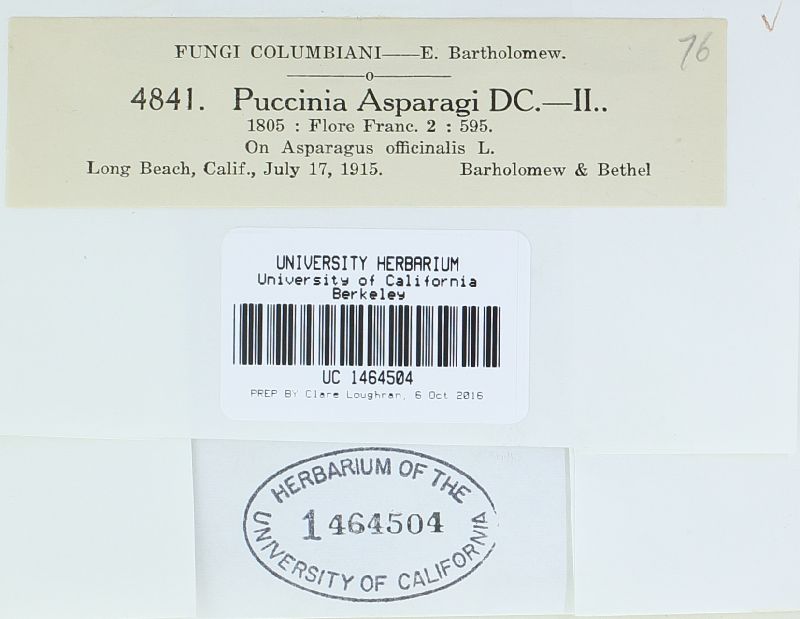 76
FUNGI COLUMBIANI——E. Bartholomew.
4841. Puccinia Asparagi DC.—II..
1805 : Flore Franc. 2 : 595.
On Asparagus officinalis L.
Long Beach, Calif., July 17, 1915. Barholomew & Bethel
UNIVERSITY HERBARIUM
University of California
Berkeley
UC 1464504
PREP BY Clare Loughran, 6 Oct 2016
HERBARIUM OF THE
1464504
UNIVERSITY OF CALIFORNIA